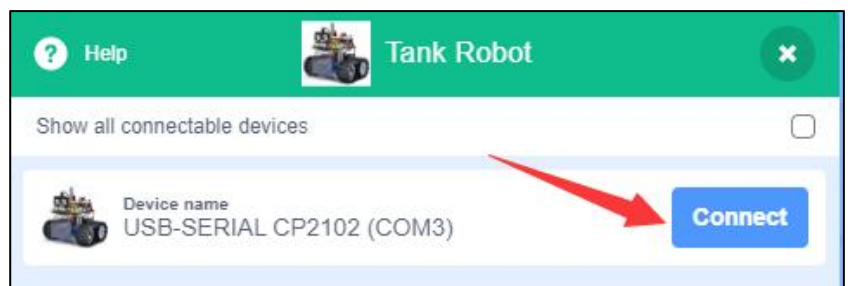 ? Help
Tank Robot
Show all connectable devices
Device name
USB-SERIAL CP2102 (COM3)
Connect